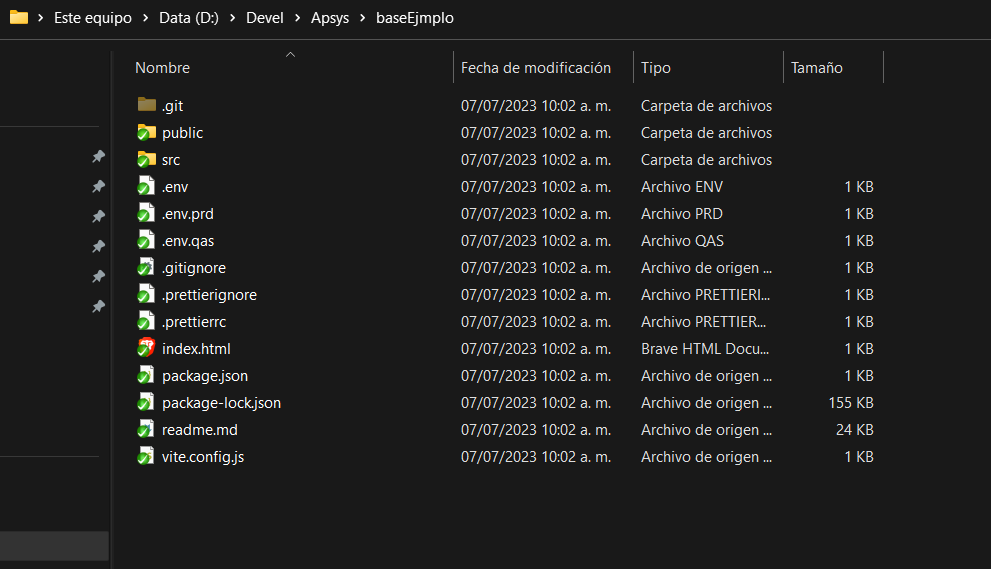 Este equipo > Data (D:) > Devel > Apsys > baseEjmplo
Nombre Fecha de modificación Tipo Tamaño
.git 07/07/2023 10:02 a. m. Carpeta de archivos
public 07/07/2023 10:02 a. m. Carpeta de archivos
src 07/07/2023 10:02 a. m. Carpeta de archivos
.env 07/07/2023 10:02 a. m. Archivo ENV 1 KB
.env.prd 07/07/2023 10:02 a. m. Archivo PRD 1 KB
.env.qas 07/07/2023 10:02 a. m. Archivo QAS 1 KB
.gitignore 07/07/2023 10:02 a. m. Archivo de origen ... 1 KB
.prettierignore 07/07/2023 10:02 a. m. Archivo PRETTIERI... 1 KB
.prettierrc 07/07/2023 10:02 a. m. Archivo PRETTIER... 1 KB
index.html 07/07/2023 10:02 a. m. Brave HTML Docu... 1 KB
package.json 07/07/2023 10:02 a. m. Archivo de origen ... 1 KB
package-lock.json 07/07/2023 10:02 a. m. Archivo de origen ... 155 KB
readme.md 07/07/2023 10:02 a. m. Archivo de origen ... 24 KB
vite.config.js 07/07/2023 10:02 a. m. Archivo de origen ... 1 KB